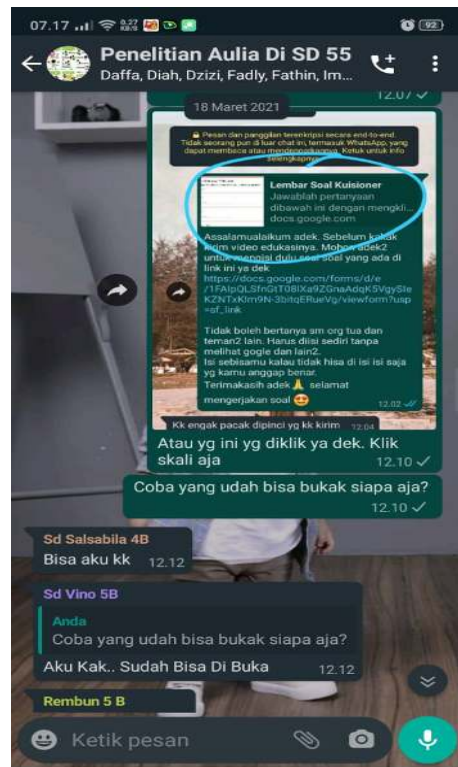 07.17
0,27 KB/s
92
Penelitian Aulia Di SD 55
Daffa, Diah, Dzizi, Fadly, Fathin, Im...
12.07
18 Maret 2021
Pesan dan panggilan terenkripsi secara end-to-end.
Tidak seorang pun di luar chat ini, termasuk WhatsApp, yang
dapat membaca atau mendengarkannya. Ketuk untuk info
selengkapnya.
Lembar Soal Kuisioner
Jawablah pertanyaan
dibawah ini dengan mengkli...
docs.google.com
Assalamualaikum adek. Sebelum kakak
kirim video edukasinya. Mohon adek2
untuk mengisi dulu soal soal yang ada di
link ini ya dek
https://docs.google.com/forms/d/e
=sf_link
Tidak boleh bertanya sm org tua dan
teman2 lain. Harus diisi sediri tanpa
melihat gogle dan lain2.
Isi sebisamu kalau tidak hisa di isi isi saja
yg kamu anggap benar.
Terimakasih adek 🙏 selamat
mengerjakan soal 😍
12.02
Kk engak pacak dipinci yg kk kirim 12.04
Atau yg ini yg diklik ya dek. Klik
skali aja
12.10
Coba yang udah bisa bukak siapa aja?
12.10
Sd Salsabila 4B
Bisa aku kk 12.12
Sd Vino 5B
Anda
Coba yang udah bisa bukak siapa aja?
Aku Kak.. Sudah Bisa Di Buka 12.12
Rembun 5 B
Ketik pesan